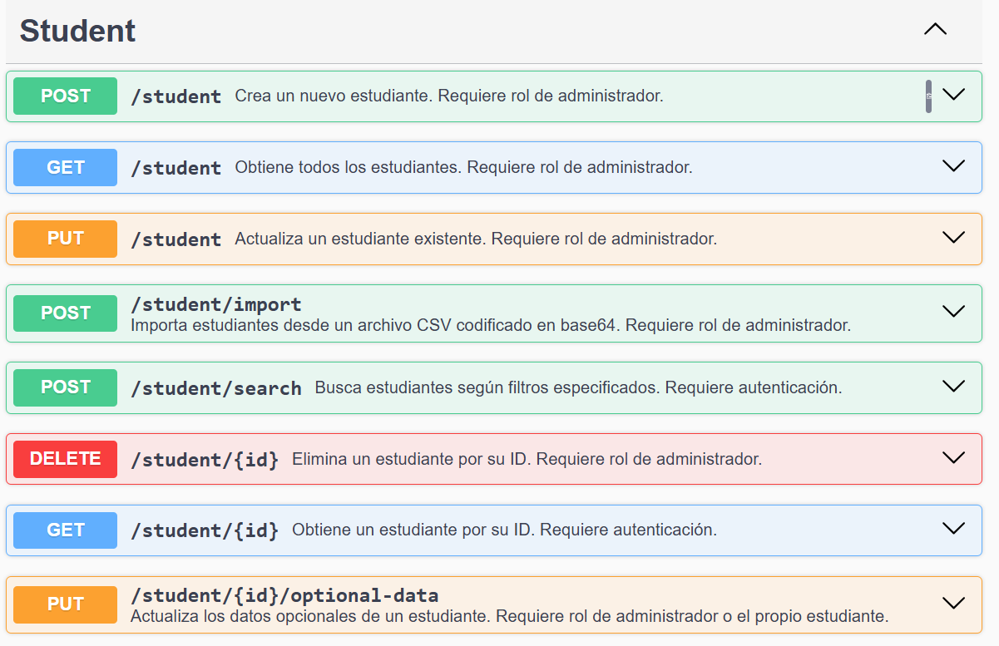 Student
POST /student Crea un nuevo estudiante. Requiere rol de administrador.
GET /student Obtiene todos los estudiantes. Requiere rol de administrador.
PUT /student Actualiza un estudiante existente. Requiere rol de administrador.
POST /student/import
Importa estudiantes desde un archivo CSV codificado en base64. Requiere rol de administrador.
POST /student/search Busca estudiantes según filtros especificados. Requiere autenticación.
DELETE /student/{id} Elimina un estudiante por su ID. Requiere rol de administrador.
GET /student/{id} Obtiene un estudiante por su ID. Requiere autenticación.
PUT /student/{id}/optional-data
Actualiza los datos opcionales de un estudiante. Requiere rol de administrador o el propio estudiante.